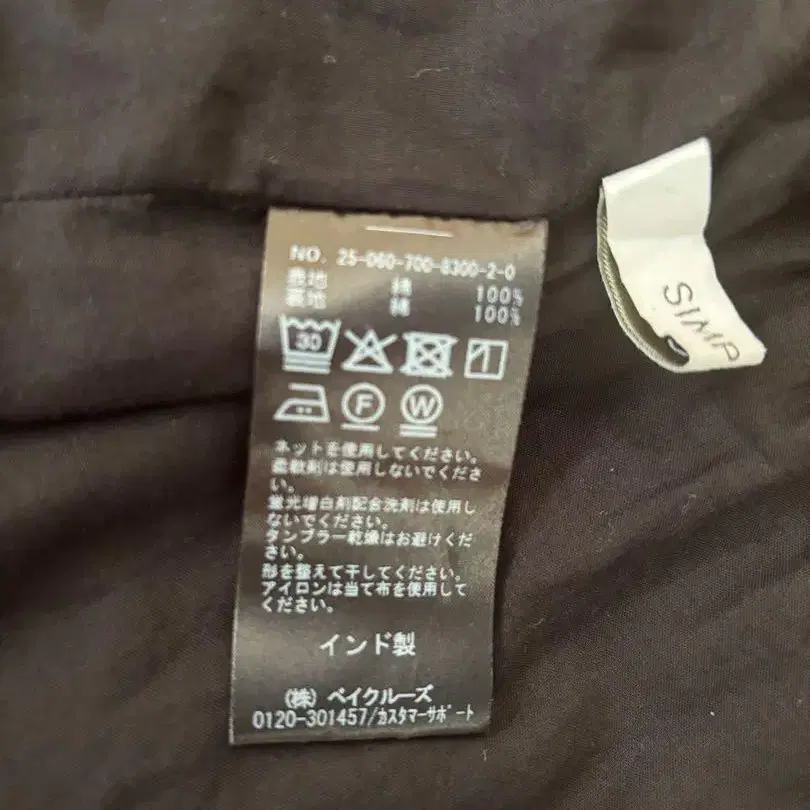 NO. 25-060-700-8300-2-0
表地 綿 100%
裏地 綿 100%
30
F W
ネットを使用してください。
柔軟剤は使用しないでくださ
い。
蛍光増白剤配合洗剤は使用し
ないでください。
タンブラー乾燥はお避けくだ
さい。
形を整えて干してください。
アイロンは当て布を使用して
ください。
インド製
(株) ベイクルーズ
0120-301457/カスタマーサポート
SIMP